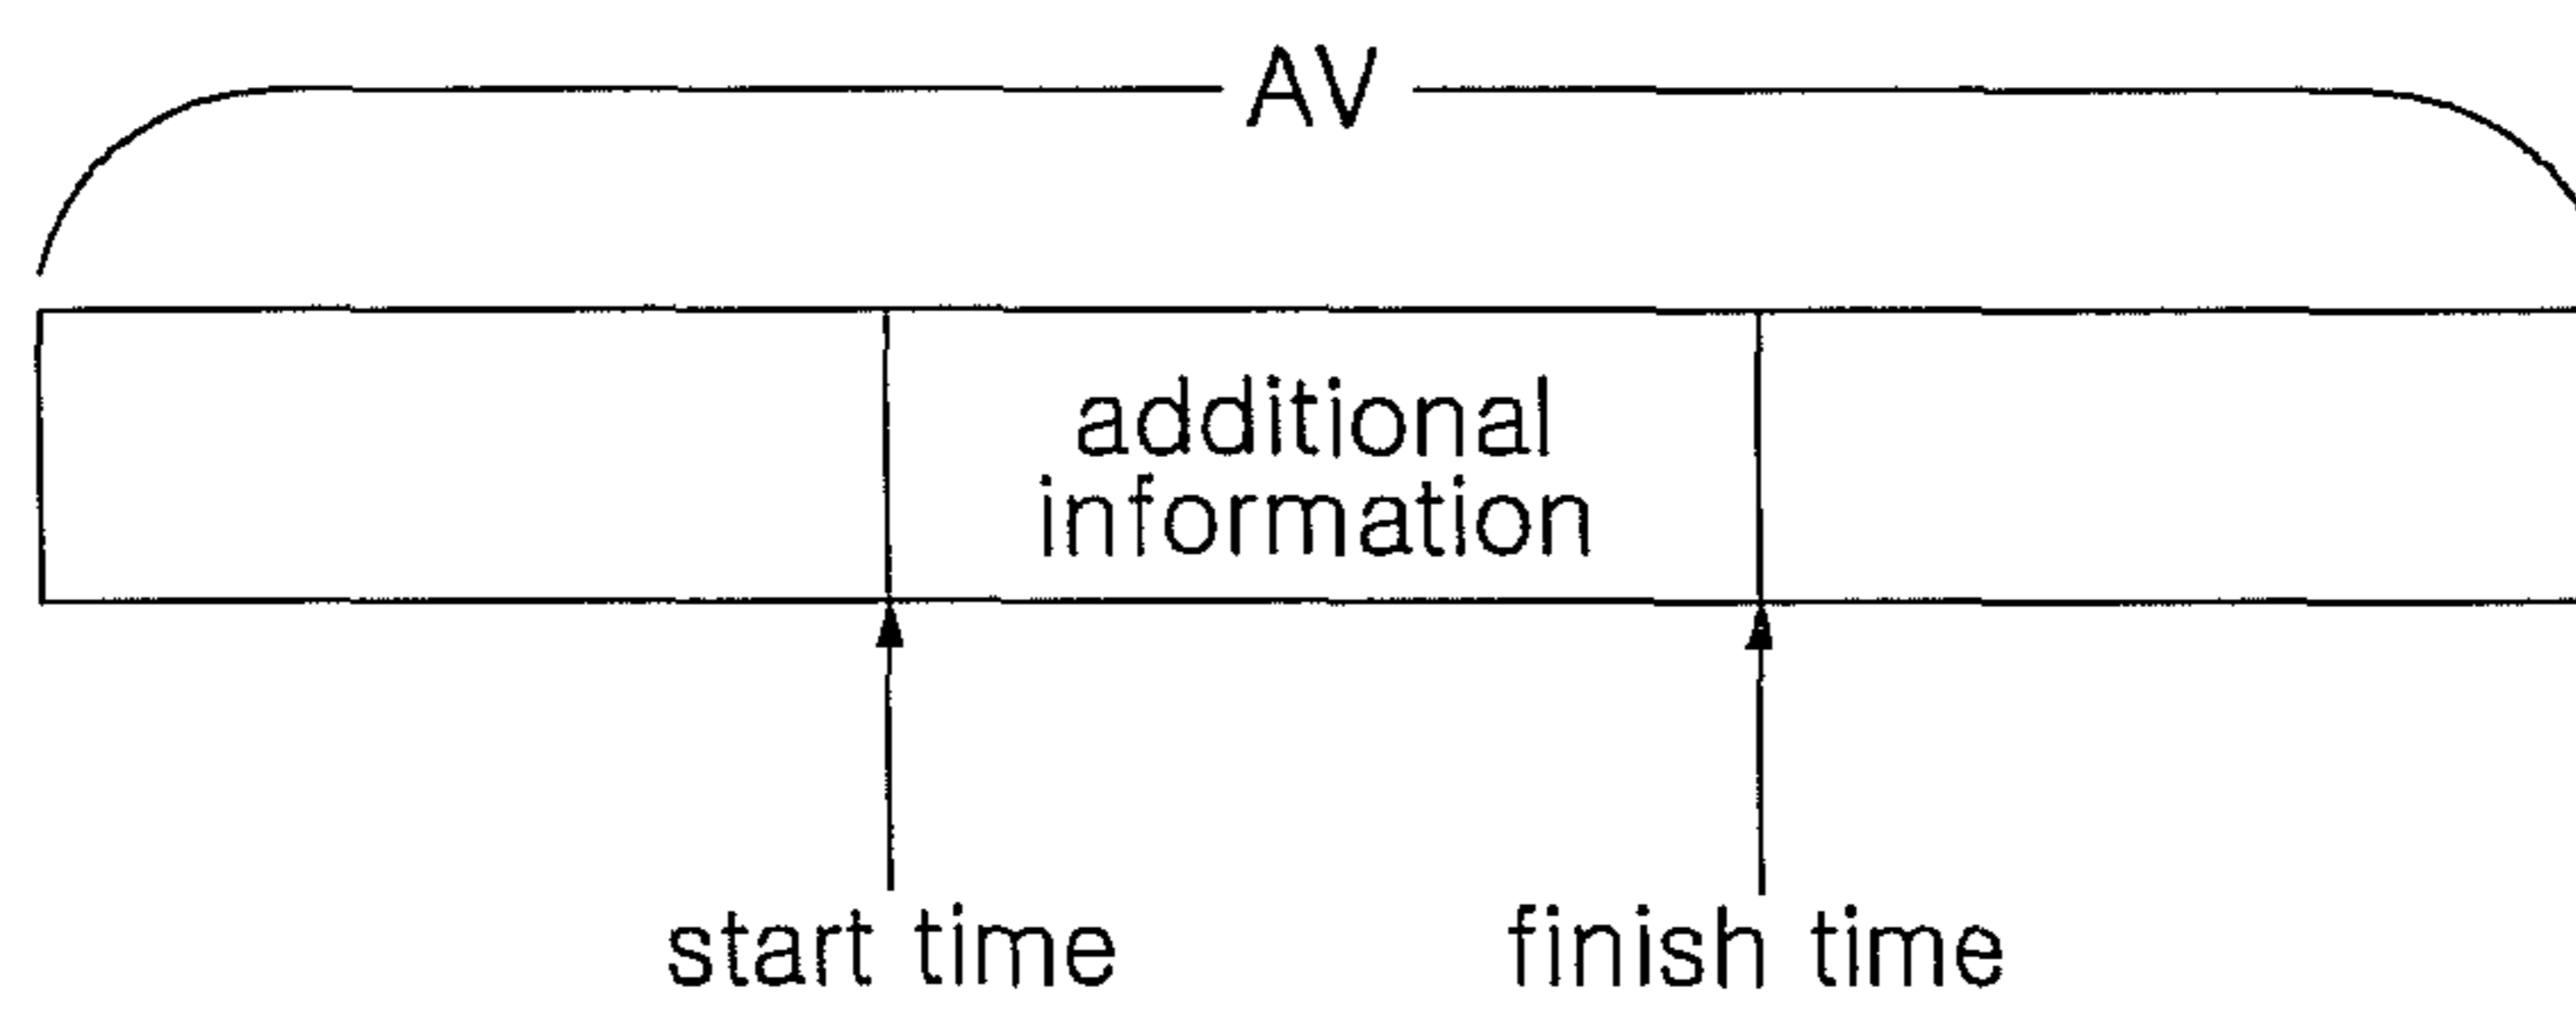 AV
additional
information
start time
finish time